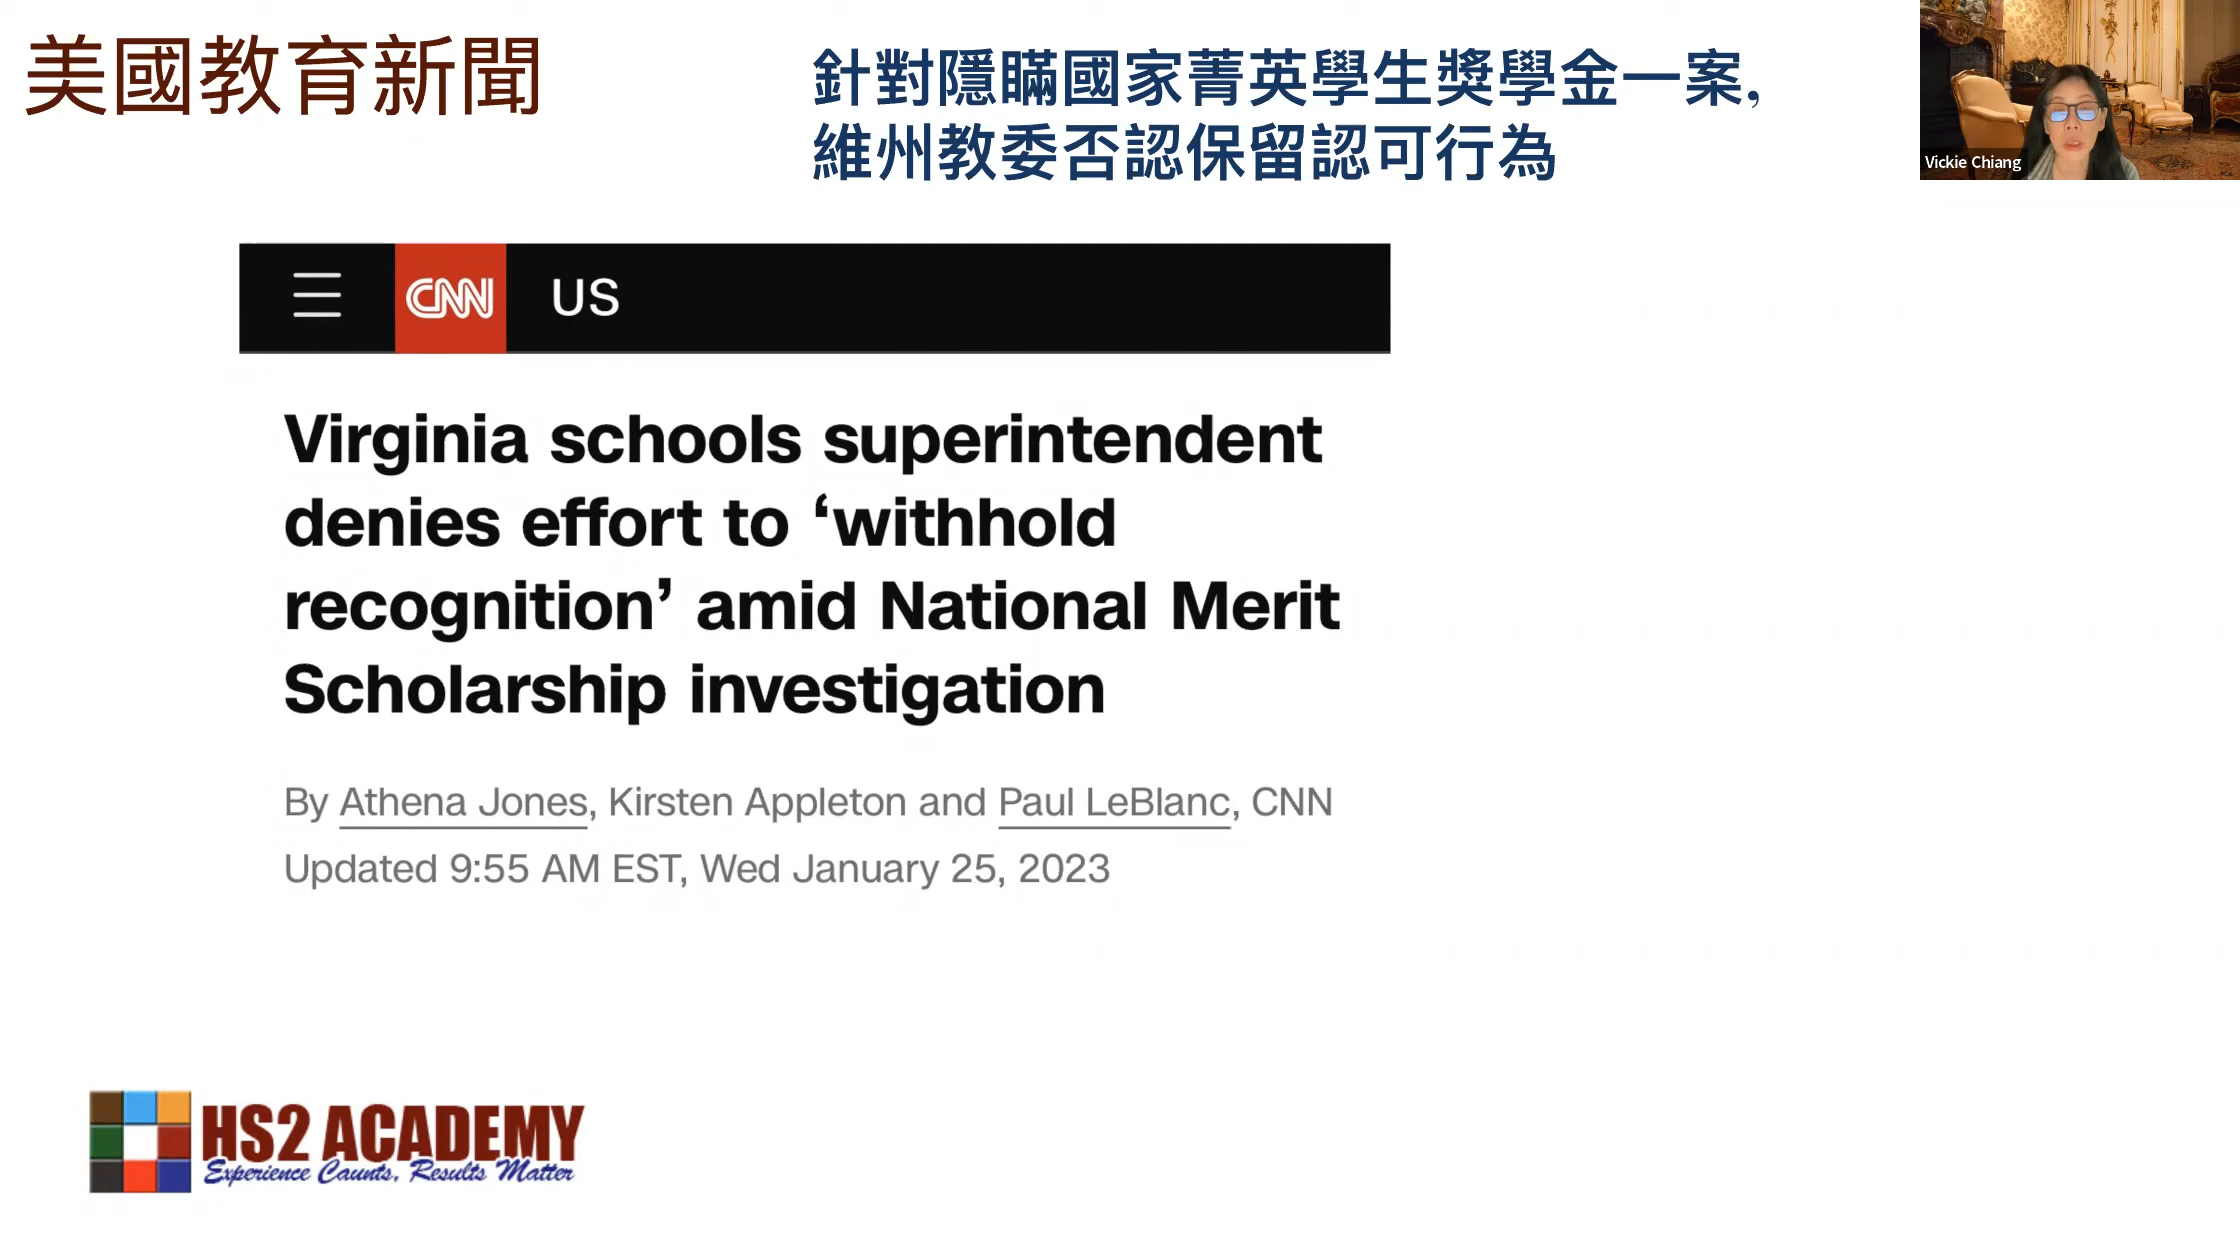 美國教育新聞
針對隱瞞國家菁英學生獎學金一案,
維州教委否認保留認可行為
Vickie Chiang
CNN US
Virginia schools superintendent
denies effort to ‘withhold
recognition’ amid National Merit
Scholarship investigation
By Athena Jones, Kirsten Appleton and Paul LeBlanc, CNN
Updated 9:55 AM EST, Wed January 25, 2023
HS2 ACADEMY
Experience Counts, Results Matter